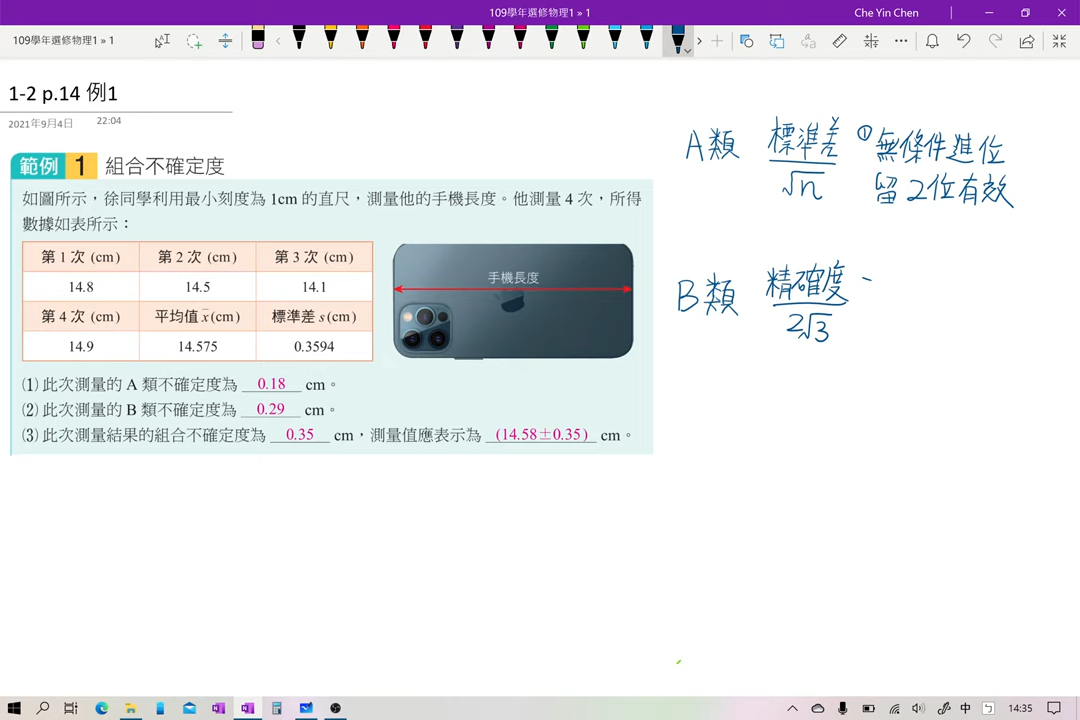 109學年選修物理1 » 1
Che Yin Chen
109學年選修物理1 » 1
1-2 p.14 例1
2021年9月4日 22:04
範例 1 組合不確定度
如圖所示，徐同學利用最小刻度為 1cm 的直尺，測量他的手機長度。他測量 4 次，所得
數據如表所示：
第 1 次 (cm) 第 2 次 (cm) 第 3 次 (cm)
14.8 14.5 14.1
第 4 次 (cm) 平均值 x̄ (cm) 標準差 s (cm)
14.9 14.575 0.3594
手機長度
⑴ 此次測量的 A 類不確定度為 0.18 cm。
⑵ 此次測量的 B 類不確定度為 0.29 cm。
⑶ 此次測量結果的組合不確定度為 0.35 cm，測量值應表示為 (14.58±0.35) cm。
A類 標準差/√n ① 無條件進位
留2位有效
B類 精確度/2√3
中
14:35